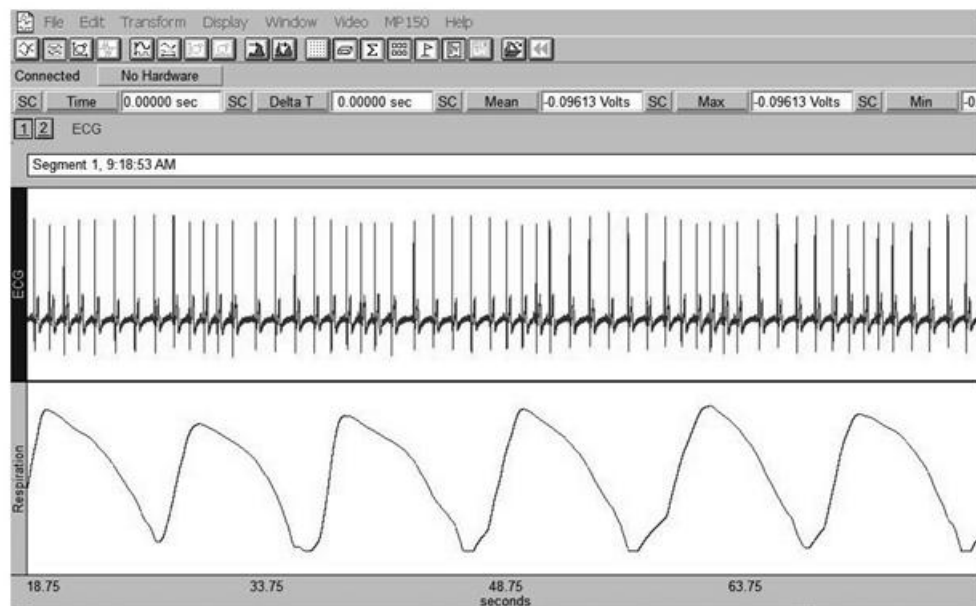 File Edit Transform Display Window Video MP150 Help
Connected No Hardware
SC Time 0.00000 sec SC Delta T 0.00000 sec SC Mean -0.09613 Volts SC Max -0.09613 Volts SC Min
1 2 ECG
Segment 1, 9:18:53 AM
ECG
Respiration
18.75 33.75 48.75 63.75
seconds